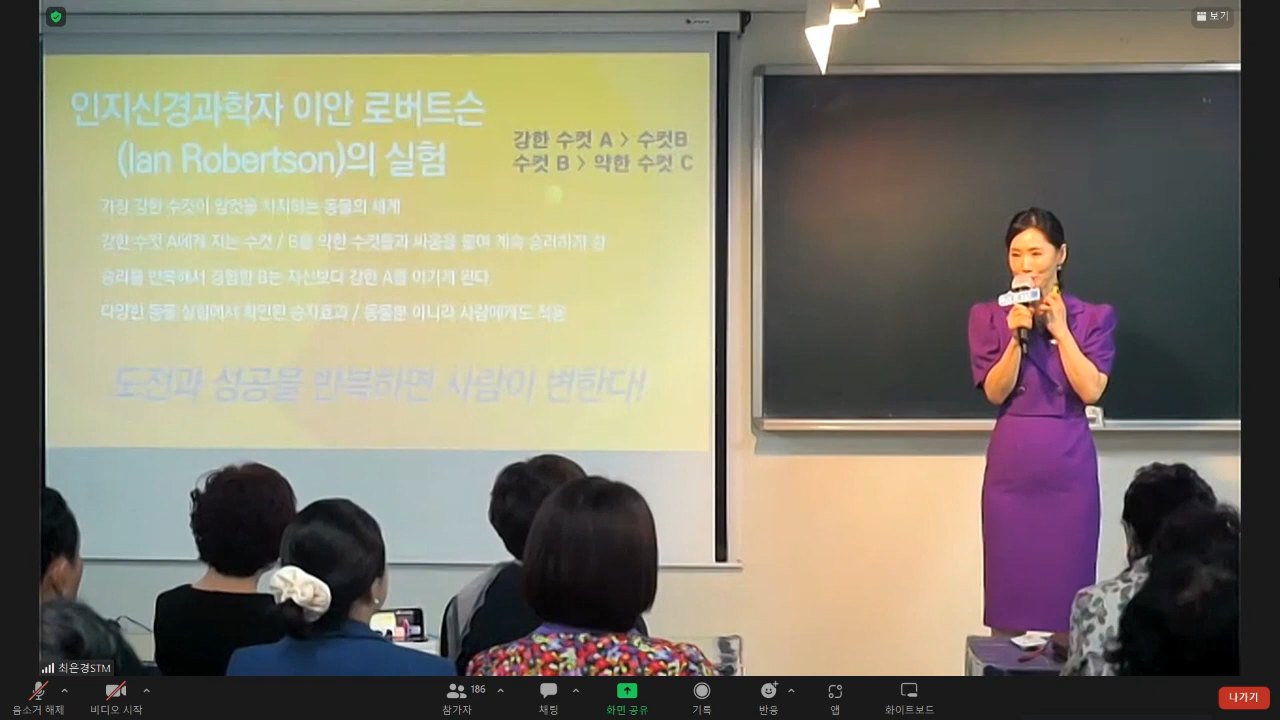 보기
인지신경과학자 이안 로버트슨
(Ian Robertson)의 실험
강한 수컷 A > 수컷B
수컷 B > 약한 수컷 C
가장 강한 수컷이 암컷을 차지하는 동물의 세계
강한 수컷 A에게 지는 수컷 / B를 약한 수컷들과 싸움을 붙여 계속 승리하게 함
승리를 반복해서 경험한 B는 자신보다 강한 A를 이기게 된다.
다양한 동물 실험에서 확인된 승자효과 / 동물뿐 아니라 사람에게도 적용
도전과 성공을 반복하면 사람이 변한다!
최은경STM
음소거 해제
비디오 시작
참가자
186
채팅
화면 공유
기록
반응
앱
화이트보드
나가기